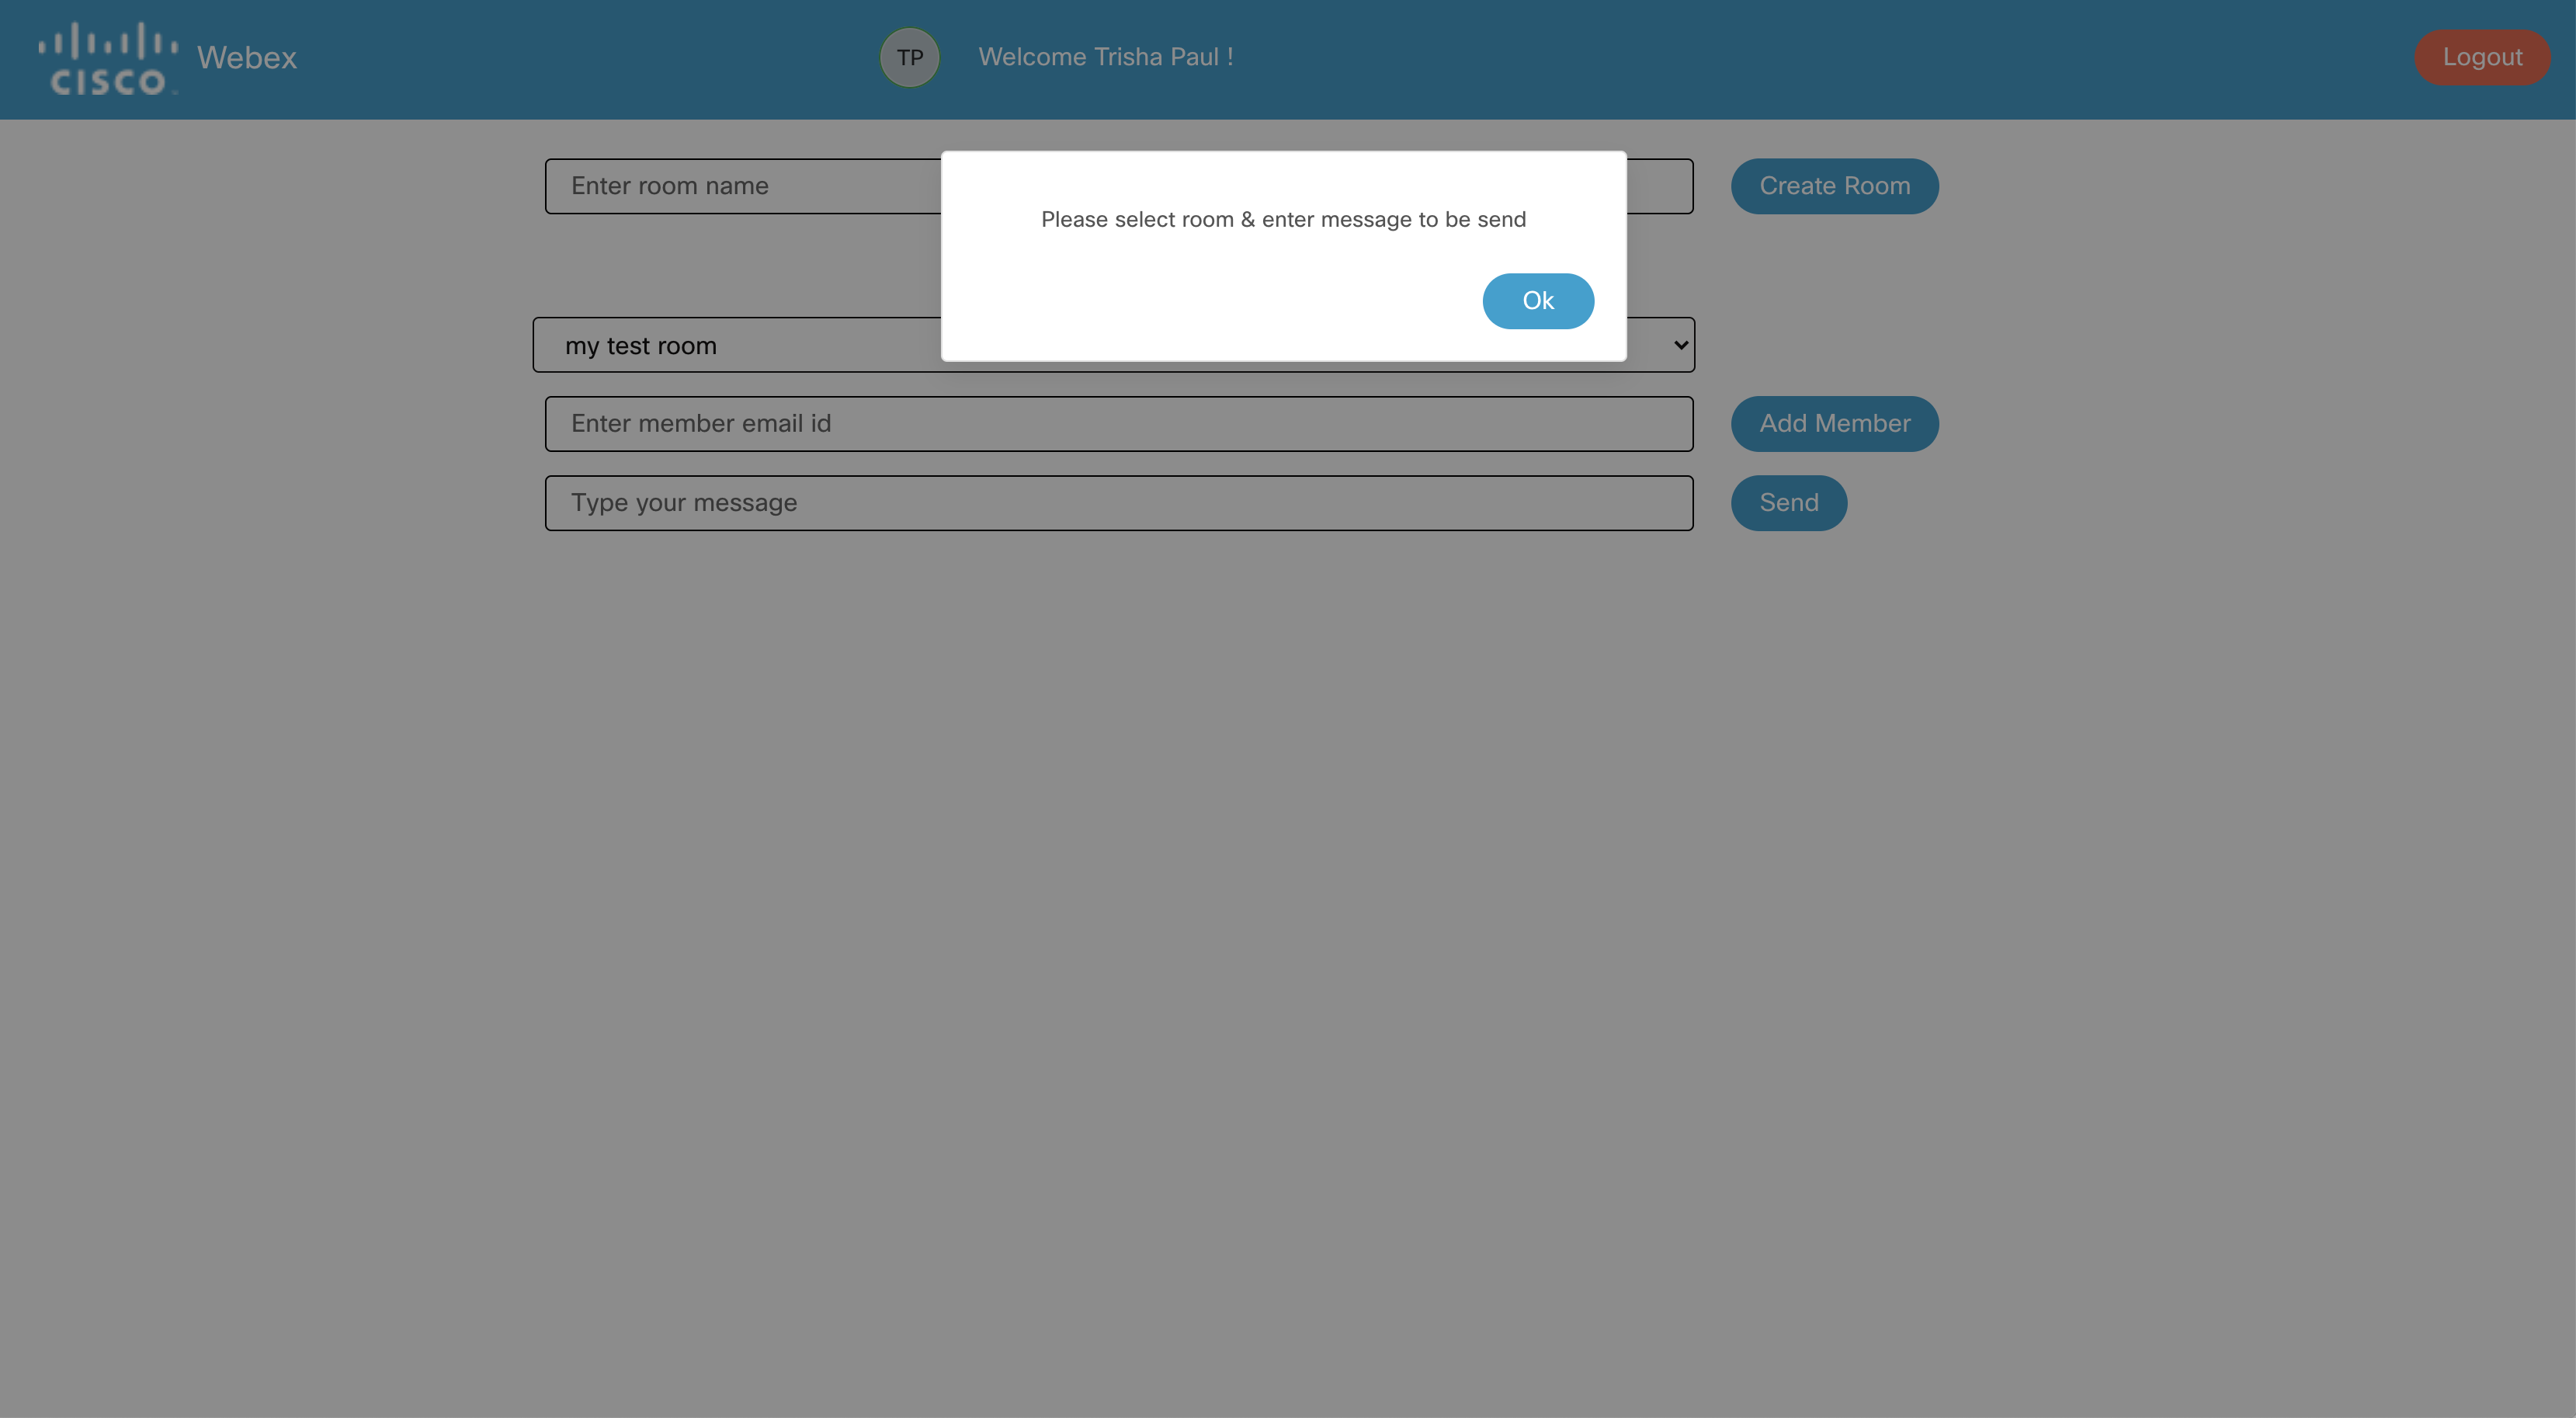 CISCO
Webex
TP
Welcome Trisha Paul !
Logout
Enter room name
Create Room
Please select room & enter message to be send
Ok
my test room
Enter member email id
Add Member
Type your message
Send